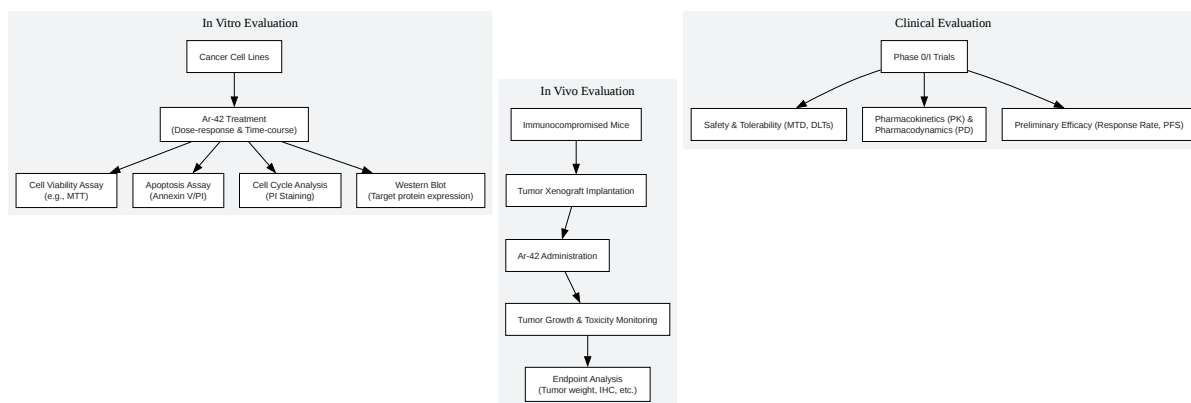 In Vitro Evaluation
Cancer Cell Lines
Ar-42 Treatment
(Dose-response & Time-course)
Cell Viability Assay
(e.g., MTT)
Apoptosis Assay
(Annexin V/PI)
Cell Cycle Analysis
(PI Staining)
Western Blot
(Target protein expression)
In Vivo Evaluation
Immunocompromised Mice
Tumor Xenograft Implantation
Ar-42 Administration
Tumor Growth & Toxicity Monitoring
Endpoint Analysis
(Tumor weight, IHC, etc.)
Clinical Evaluation
Phase 0/I Trials
Safety & Tolerability (MTD, DLTs)
Pharmacokinetics (PK) &
Pharmacodynamics (PD)
Preliminary Efficacy (Response Rate, PFS)